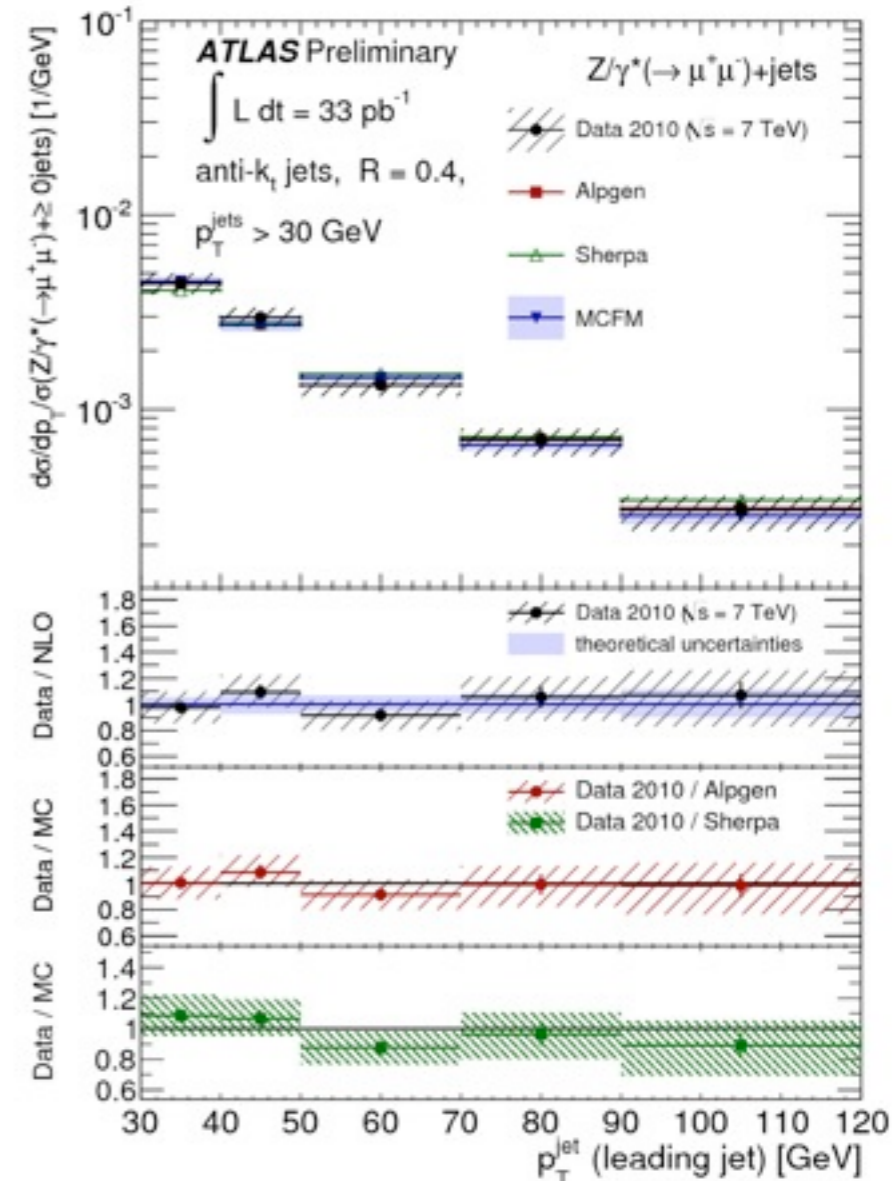 ATLAS Preliminary
∫ L dt = 33 pb⁻¹
anti-kₜ jets, R = 0.4,
p_T^jets > 30 GeV
Z/γ*(→ μ⁺μ⁻)+jets
Data 2010 (√s = 7 TeV)
Alpgen
Sherpa
MCFM
dσ/dp_T/σ(Z/γ*(→μ⁺μ⁻)+≥ 0jets) [1/GeV]
10⁻¹
10⁻²
10⁻³
Data / NLO
1.8
1.6
1.4
1.2
1
0.8
0.6
Data 2010 (√s = 7 TeV)
theoretical uncertainties
Data / MC
1.8
1.6
1.4
1.2
1
0.8
0.6
Data 2010 / Alpgen
Data 2010 / Sherpa
Data / MC
1.4
1.2
1
0.8
0.6
30 40 50 60 70 80 90 100 110 120
p_T^jet (leading jet) [GeV]